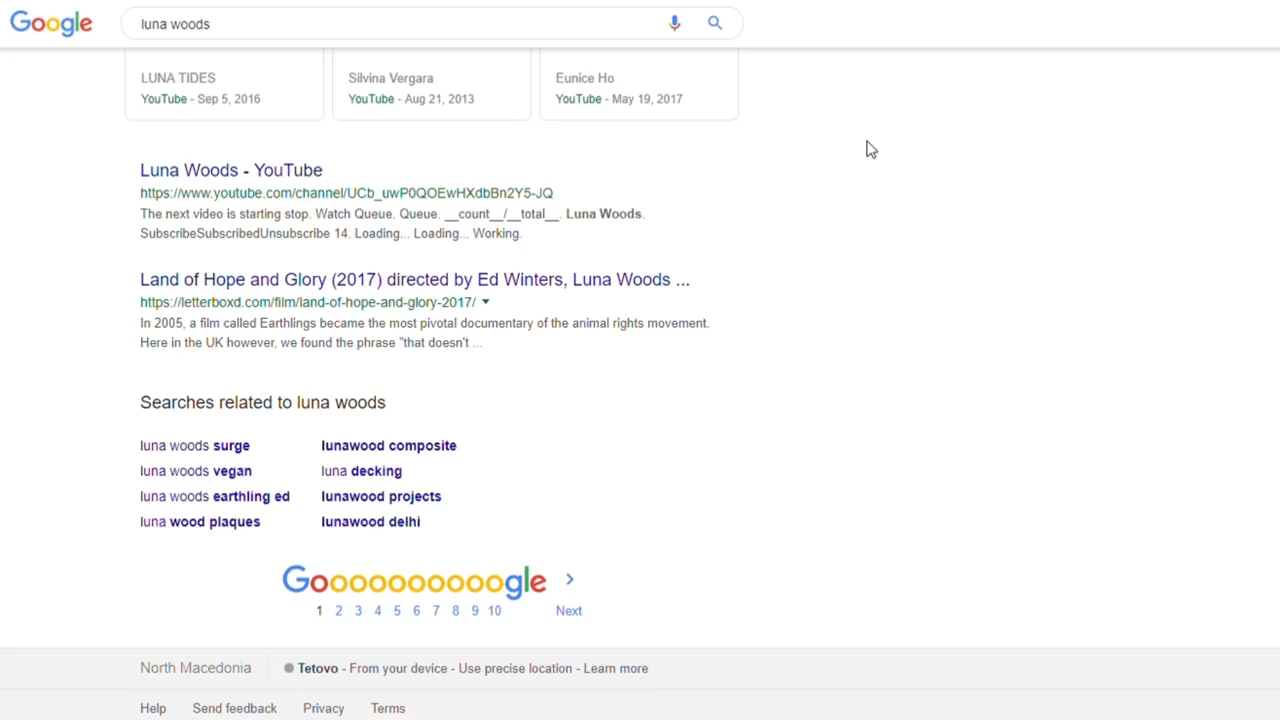 Google
luna woods
LUNA TIDES
YouTube - Sep 5, 2016
Silvina Vergara
YouTube - Aug 21, 2013
Eunice Ho
YouTube - May 19, 2017
Luna Woods - YouTube
https://www.youtube.com/channel/UCb_uwP0QOEwHXdbBn2Y5-JQ
The next video is starting stop. Watch Queue. Queue. __count__/__total__. Luna Woods.
SubscribeSubscribedUnsubscribe 14. Loading... Loading... Working.
Land of Hope and Glory (2017) directed by Ed Winters, Luna Woods ...
https://letterboxd.com/film/land-of-hope-and-glory-2017/
In 2005, a film called Earthlings became the most pivotal documentary of the animal rights movement.
Here in the UK however, we found the phrase "that doesn't ...
Searches related to luna woods
luna woods surge
luna woods vegan
luna woods earthling ed
luna wood plaques
lunawood composite
luna decking
lunawood projects
lunawood delhi
Goooooooooogle
1 2 3 4 5 6 7 8 9 10 Next
North Macedonia
Tetovo - From your device - Use precise location - Learn more
Help Send feedback Privacy Terms